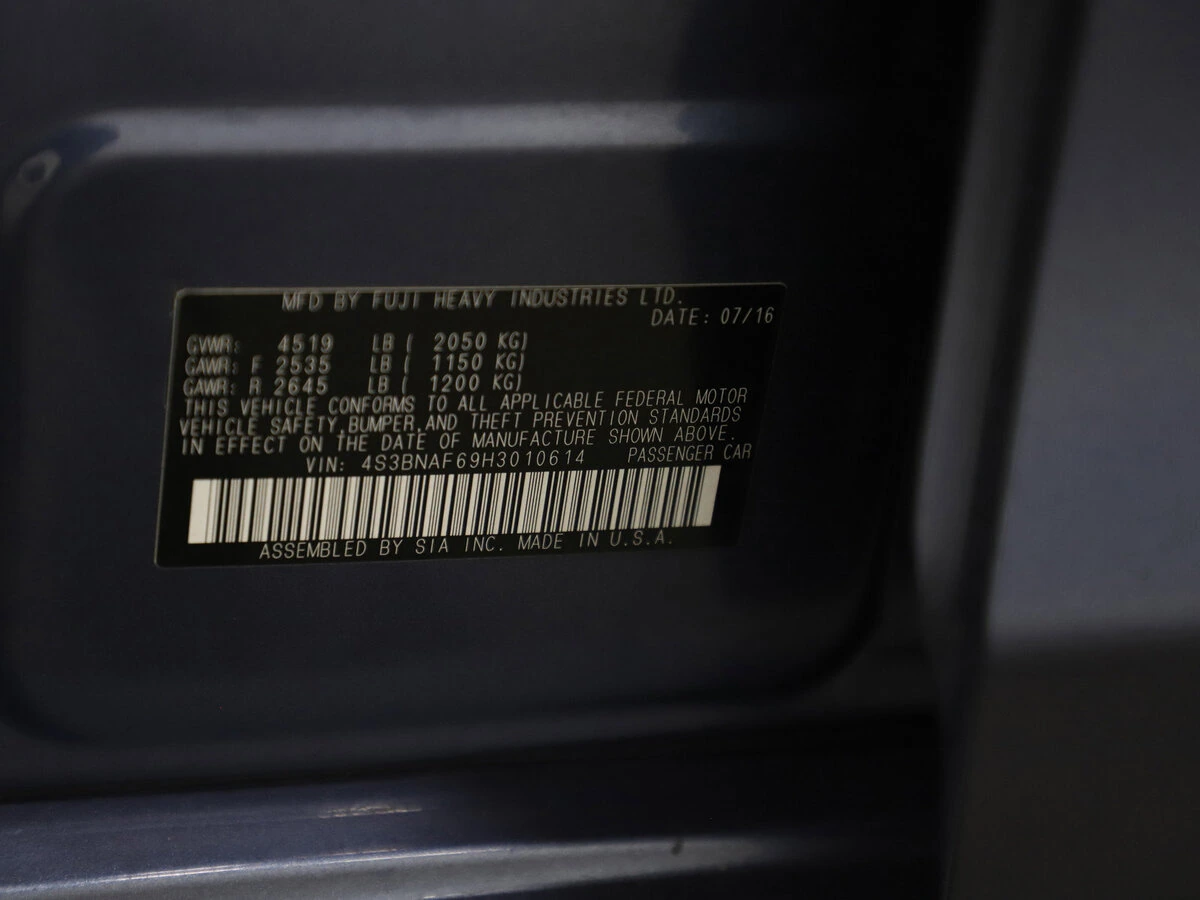 MFD BY FUJI HEAVY INDUSTRIES LTD.
DATE: 07/16
GVWR: 4519 LB ( 2050 KG)
GAWR: F 2535 LB ( 1150 KG)
GAWR: R 2645 LB ( 1200 KG)
THIS VEHICLE CONFORMS TO ALL APPLICABLE FEDERAL MOTOR
VEHICLE SAFETY,BUMPER,AND THEFT PREVENTION STANDARDS
IN EFFECT ON THE DATE OF MANUFACTURE SHOWN ABOVE.
VIN: 4S3BNAF69H3010614 PASSENGER CAR
ASSEMBLED BY SIA INC. MADE IN U.S.A.